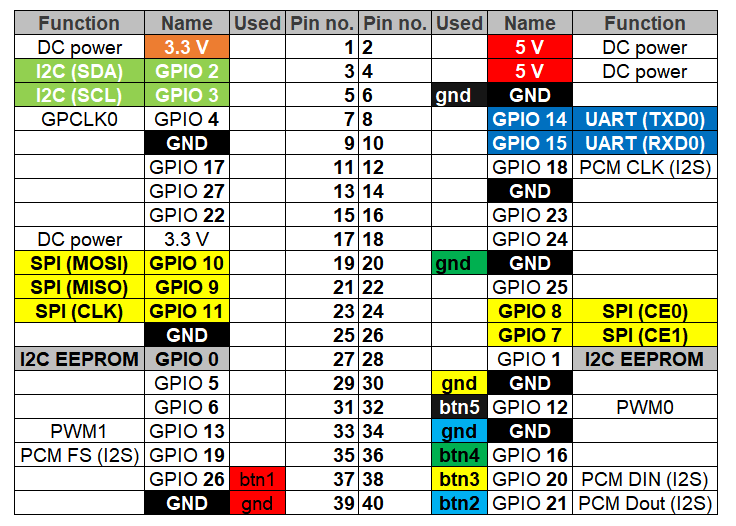 Function Name Used Pin no. Pin no. Used Name Function
DC power 3.3 V 1 2 5 V DC power
I2C (SDA) GPIO 2 3 4 5 V DC power
I2C (SCL) GPIO 3 5 6 gnd GND
GPCLK0 GPIO 4 7 8 GPIO 14 UART (TXD0)
GND 9 10 GPIO 15 UART (RXD0)
GPIO 17 11 12 GPIO 18 PCM CLK (I2S)
GPIO 27 13 14 GND
GPIO 22 15 16 GPIO 23
DC power 3.3 V 17 18 GPIO 24
SPI (MOSI) GPIO 10 19 20 gnd GND
SPI (MISO) GPIO 9 21 22 GPIO 25
SPI (CLK) GPIO 11 23 24 GPIO 8 SPI (CE0)
GND 25 26 GPIO 7 SPI (CE1)
I2C EEPROM GPIO 0 27 28 GPIO 1 I2C EEPROM
GPIO 5 29 30 gnd GND
GPIO 6 31 32 btn5 GPIO 12 PWM0
PWM1 GPIO 13 33 34 gnd GND
PCM FS (I2S) GPIO 19 35 36 btn4 GPIO 16
GPIO 26 btn1 37 38 btn3 GPIO 20 PCM DIN (I2S)
GND gnd 39 40 btn2 GPIO 21 PCM Dout (I2S)